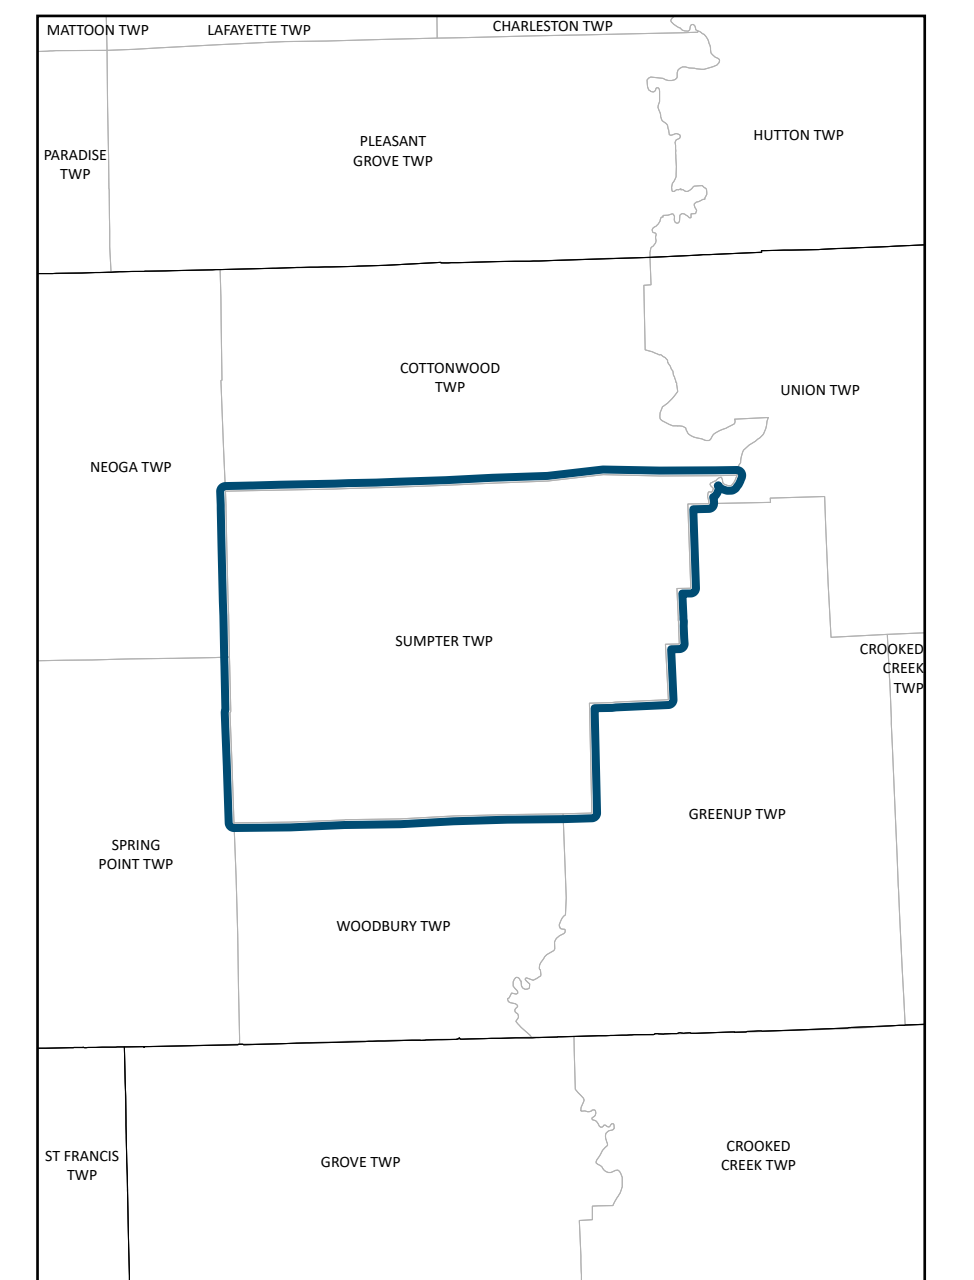 MATTOON TWP
LAFAYETTE TWP
CHARLESTON TWP
PARADISE
TWP
PLEASANT
GROVE TWP
HUTTON TWP
COTTONWOOD
TWP
UNION TWP
NEOGA TWP
SUMPTER TWP
CROOKED
CREEK
TWP
GREENUP TWP
SPRING
POINT TWP
WOODBURY TWP
ST FRANCIS
TWP
GROVE TWP
CROOKED
CREEK TWP